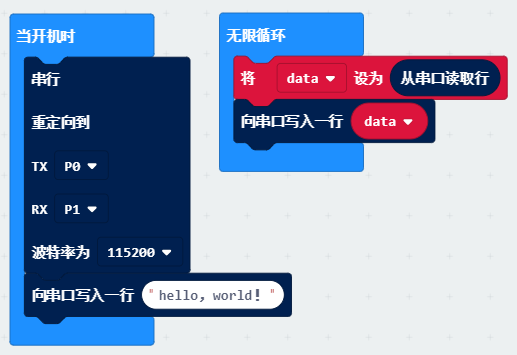 当开机时
串行
重定向到
TX P0
RX P1
波特率为 115200
向串口写入一行 "hello, world! "
无限循环
将 data 设为 从串口读取行
向串口写入一行 data